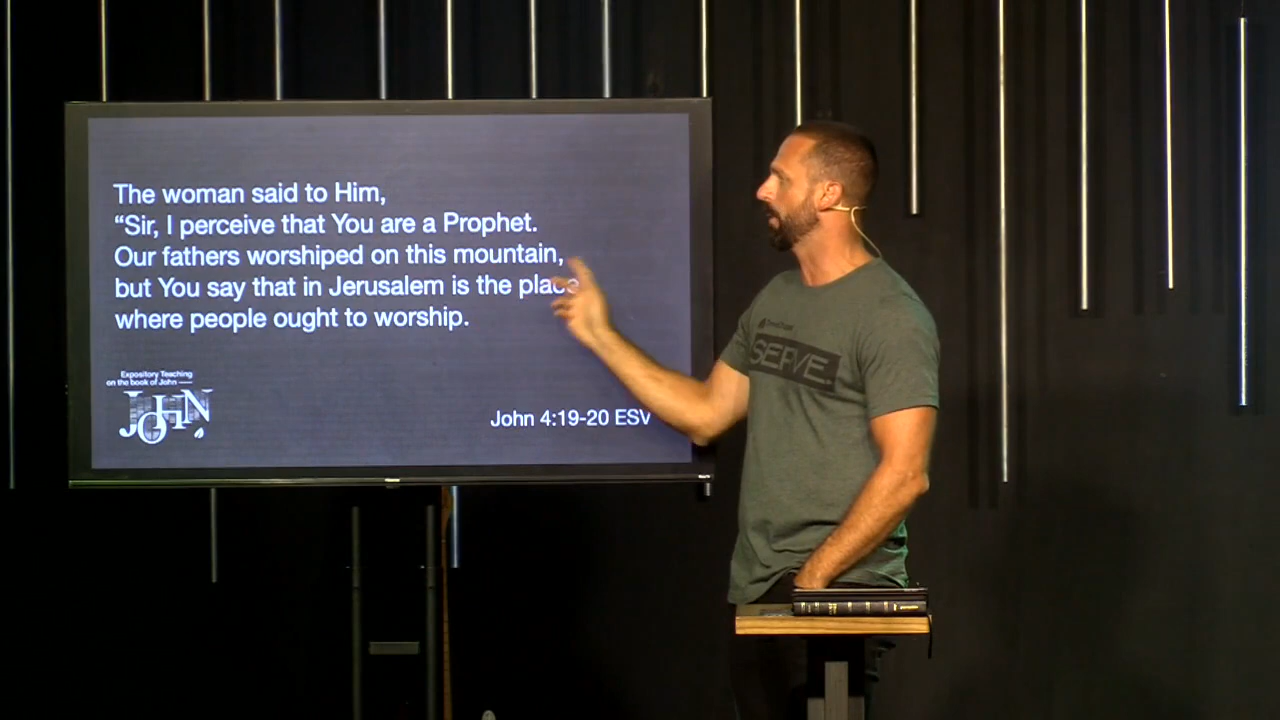 The woman said to Him,
“Sir, I perceive that You are a Prophet.
Our fathers worshiped on this mountain,
but You say that in Jerusalem is the place
where people ought to worship.
Expository Teaching
on the book of John
JOHN
John 4:19-20 ESV
SERVE.